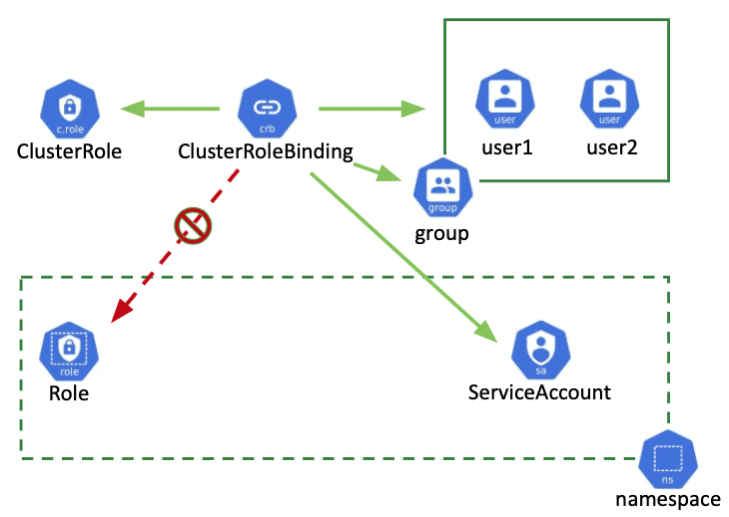 c.role
ClusterRole
crb
ClusterRoleBinding
user
user1
user
user2
group
group
role
Role
sa
ServiceAccount
ns
namespace